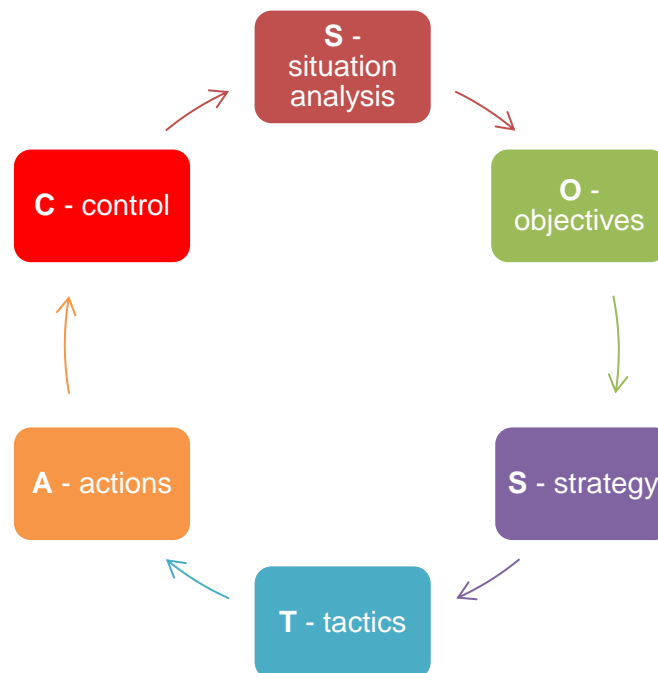 S -
situation
analysis
O -
objectives
S - strategy
T - tactics
A - actions
C - control